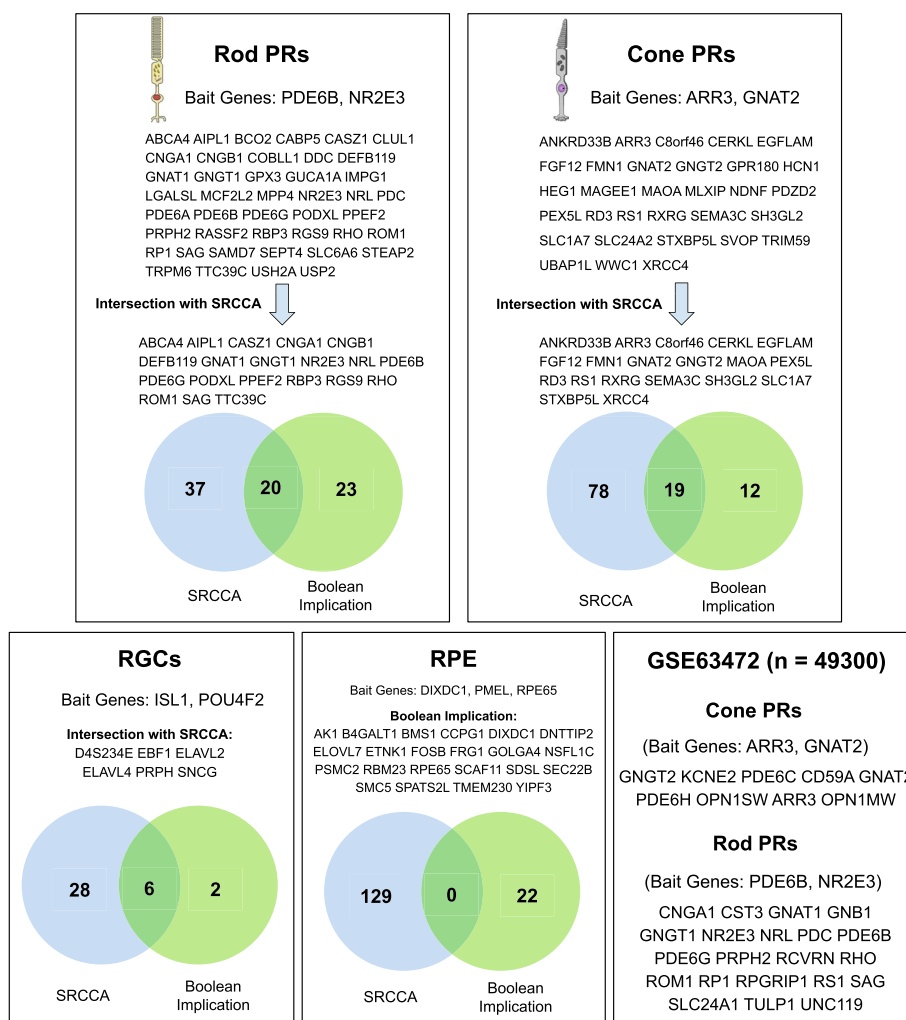 Rod PRs
Bait Genes: PDE6B, NR2E3
ABCA4 AIPL1 BCO2 CABP5 CASZ1 CLUL1
CNGA1 CNGB1 COBLL1 DDC DEFB119
GNAT1 GNGT1 GPX3 GUCA1A IMPG1
LGALSL MCF2L2 MPP4 NR2E3 NRL PDC
PDE6A PDE6B PDE6G PODXL PPEF2
PRPH2 RASSF2 RBP3 RGS9 RHO ROM1
RP1 SAG SAMD7 SEPT4 SLC6A6 STEAP2
TRPM6 TTC39C USH2A USP2
Intersection with SRCCA
ABCA4 AIPL1 CASZ1 CNGA1 CNGB1
DEFB119 GNAT1 GNGT1 NR2E3 NRL PDE6B
PDE6G PODXL PPEF2 RBP3 RGS9 RHO
ROM1 SAG TTC39C
37 20 23
SRCCA
Boolean
Implication
Cone PRs
Bait Genes: ARR3, GNAT2
ANKRD33B ARR3 C8orf46 CERKL EGFLAM
FGF12 FMN1 GNAT2 GNGT2 GPR180 HCN1
HEG1 MAGEE1 MAOA MLXIP NDNF PDZD2
PEX5L RD3 RS1 RXRG SEMA3C SH3GL2
SLC1A7 SLC24A2 STXBP5L SVOP TRIM59
UBAP1L WWC1 XRCC4
Intersection with SRCCA
ANKRD33B ARR3 C8orf46 CERKL EGFLAM
FGF12 FMN1 GNAT2 GNGT2 MAOA PEX5L
RD3 RS1 RXRG SEMA3C SH3GL2 SLC1A7
STXBP5L XRCC4
78 19 12
SRCCA
Boolean
Implication
RGCs
Bait Genes: ISL1, POU4F2
Intersection with SRCCA:
D4S234E EBF1 ELAVL2
ELAVL4 PRPH SNCG
28 6 2
SRCCA
Boolean
Implication
RPE
Bait Genes: DIXDC1, PMEL, RPE65
Boolean Implication:
AK1 B4GALT1 BMS1 CCPG1 DIXDC1 DNTTIP2
ELOVL7 ETNK1 FOSB FRG1 GOLGA4 NSFL1C
PSMC2 RBM23 RPE65 SCAF11 SDSL SEC22B
SMC5 SPATS2L TMEM230 YIPF3
129 0 22
SRCCA
Boolean
Implication
GSE63472 (n = 49300)
Cone PRs
(Bait Genes: ARR3, GNAT2)
GNGT2 KCNE2 PDE6C CD59A GNAT2
PDE6H OPN1SW ARR3 OPN1MW
Rod PRs
(Bait Genes: PDE6B, NR2E3)
CNGA1 CST3 GNAT1 GNB1
GNGT1 NR2E3 NRL PDC PDE6B
PDE6G PRPH2 RCVRN RHO
ROM1 RP1 RPGRIP1 RS1 SAG
SLC24A1 TULP1 UNC119